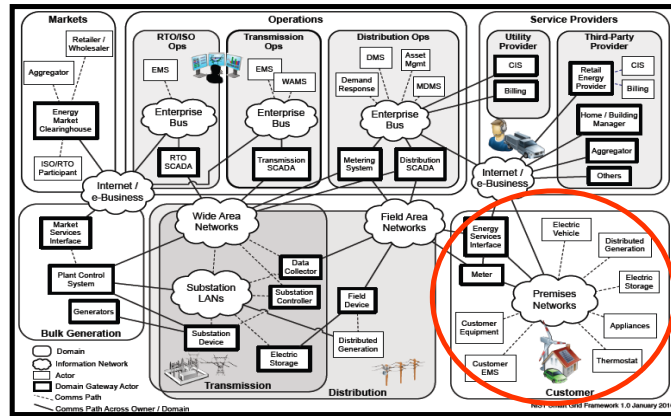 Markets
Operations
Service Providers
Retailer /
Wholesaler
Aggregator
Energy
Market
Clearinghouse
ISO/RTO
Participant
RTO/ISO
Ops
EMS
Enterprise
Bus
RTO
SCADA
Transmission
Ops
EMS
WAMS
Enterprise
Bus
Transmission
SCADA
Distribution Ops
DMS
Asset
Mgmt
Demand
Response
MDMS
Enterprise
Bus
Metering
System
Distribution
SCADA
Utility
Provider
CIS
Billing
Third-Party
Provider
Retail
Energy
Provider
CIS
Billing
Home / Building
Manager
Aggregator
Others
Internet /
e-Business
Internet /
e-Business
Market
Services
Interface
Plant Control
System
Generators
Bulk Generation
Wide Area
Networks
Field Area
Networks
Data
Collector
Substation
LANs
Substation
Controller
Substation
Device
Field
Device
Electric
Storage
Distributed
Generation
Transmission
Distribution
Energy
Services
Interface
Meter
Electric
Vehicle
Distributed
Generation
Electric
Storage
Premises
Networks
Customer
Equipment
Appliances
Customer
EMS
Thermostat
Customer
Domain
Information Network
Actor
Domain Gateway Actor
Comms Path
Comms Path Across Owner / Domain
NIST Smart Grid Framework 1.0 January 2010